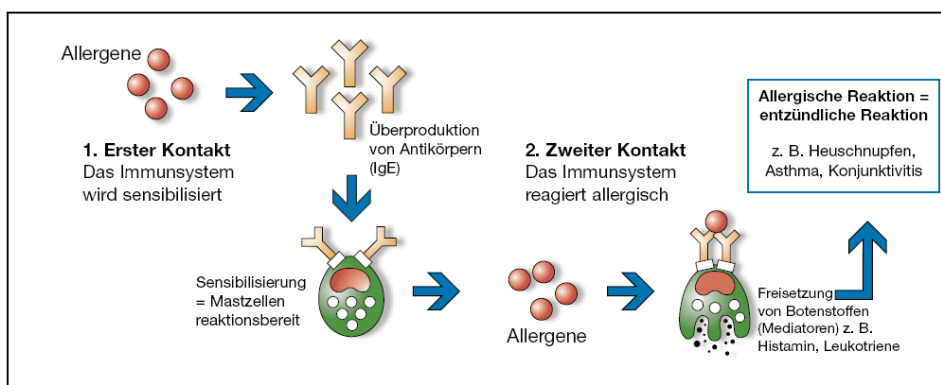 Allergene
Überproduktion
von Antikörpern
(IgE)
1. Erster Kontakt
Das Immunsystem
wird sensibilisiert
Sensibilisierung
= Mastzellen
reaktionsbereit
2. Zweiter Kontakt
Das Immunsystem
reagiert allergisch
Allergene
Freisetzung
von Botenstoffen
(Mediatoren) z. B.
Histamin, Leukotriene
Allergische Reaktion =
entzündliche Reaktion
z. B. Heuschnupfen,
Asthma, Konjunktivitis